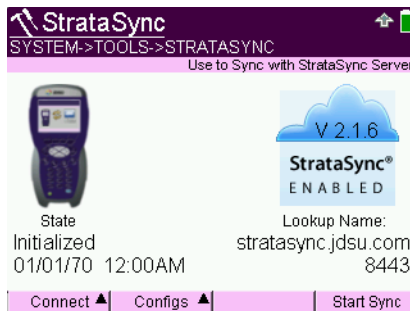 StrataSync
SYSTEM->TOOLS->STRATASYNC
Use to Sync with StrataSync Server
V 2.1.6
StrataSync®
ENABLED
State
Lookup Name:
Initialized
stratasync.jdsu.com
01/01/70 12:00AM
8443
Connect ▲ Configs ▲ Start Sync